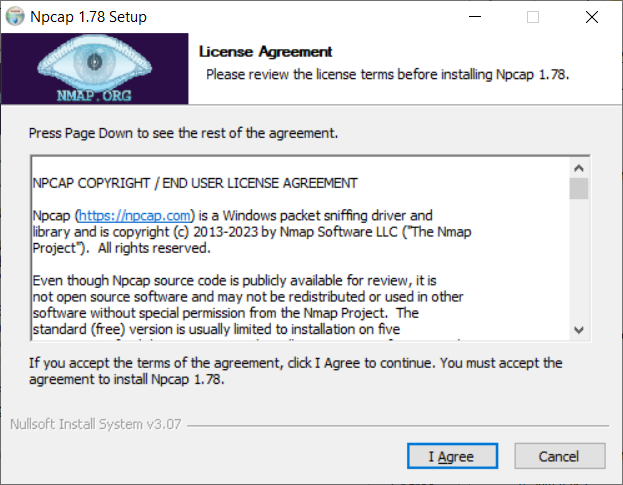 Npcap 1.78 Setup
NMAP.ORG
License Agreement
Please review the license terms before installing Npcap 1.78.
Press Page Down to see the rest of the agreement.
NPCAP COPYRIGHT / END USER LICENSE AGREEMENT
Npcap (https://npcap.com) is a Windows packet sniffing driver and
library and is copyright (c) 2013-2023 by Nmap Software LLC ("The Nmap
Project").  All rights reserved.
Even though Npcap source code is publicly available for review, it is
not open source software and may not be redistributed or used in other
software without special permission from the Nmap Project.  The
standard (free) version is usually limited to installation on five
If you accept the terms of the agreement, click I Agree to continue. You must accept the
agreement to install Npcap 1.78.
Nullsoft Install System v3.07
I Agree
Cancel